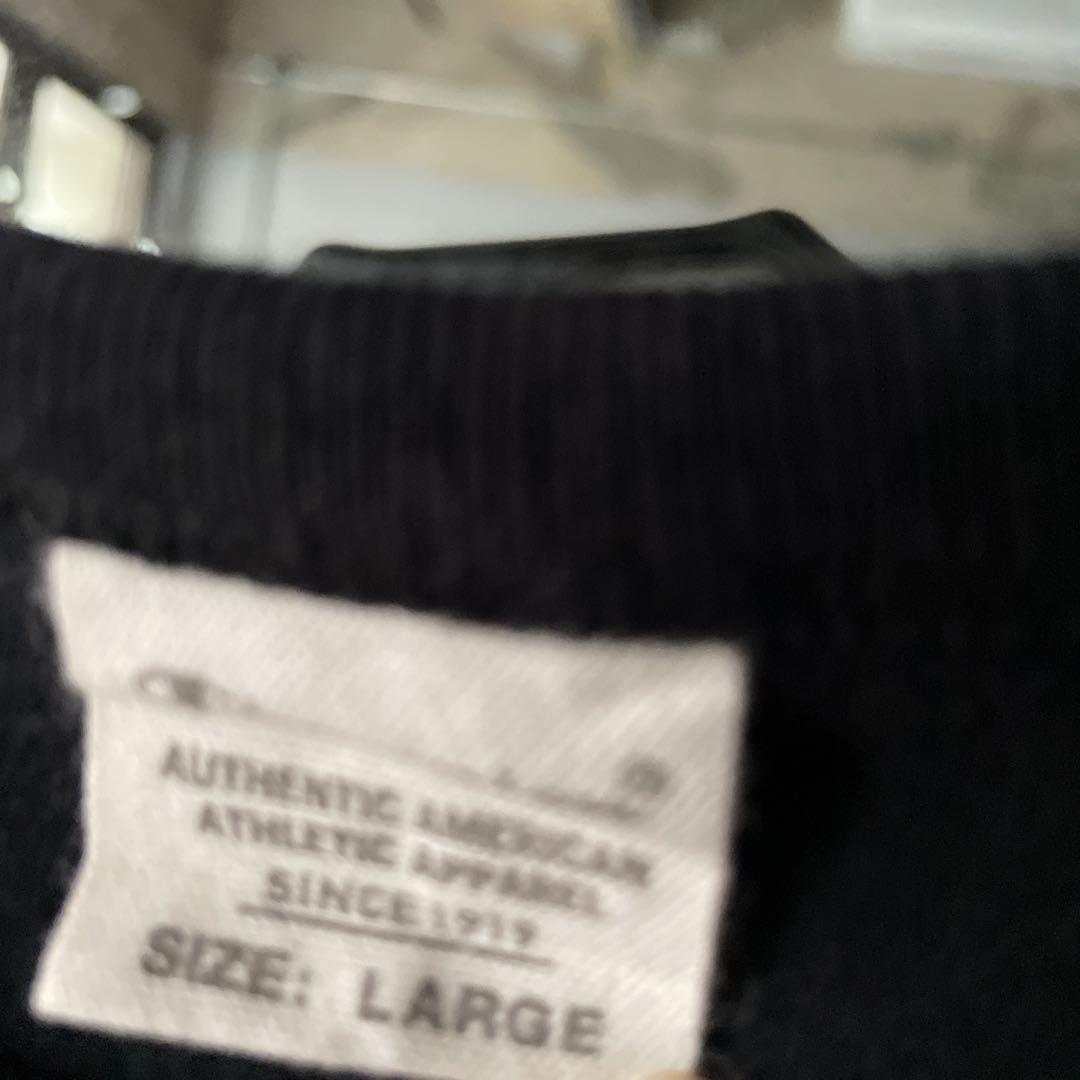 AUTHENTIC AMERICAN
ATHLETIC APPAREL
SINCE 1919
SIZE: LARGE